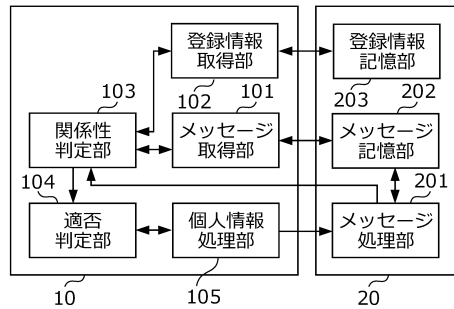 登録情報
取得部
102
登録情報
記憶部
203
103
関係性
判定部
101
メッセージ
取得部
202
メッセージ
記憶部
104
適否
判定部
個人情報
処理部
105
201
メッセージ
処理部
10
20